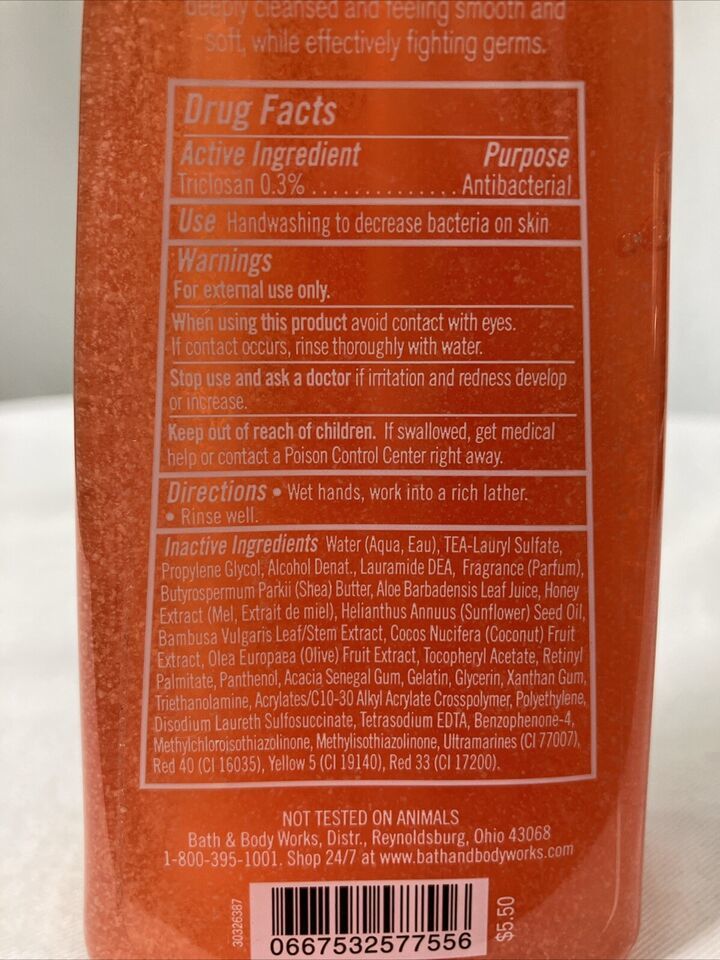 deeply cleansed and feeling smooth and
soft, while effectively fighting germs.
Drug Facts
Active Ingredient Purpose
Triclosan 0.3% . . . . . . . . . . . . . . Antibacterial
Use Handwashing to decrease bacteria on skin
Warnings
For external use only.
When using this product avoid contact with eyes.
If contact occurs, rinse thoroughly with water.
Stop use and ask a doctor if irritation and redness develop
or increase.
Keep out of reach of children. If swallowed, get medical
help or contact a Poison Control Center right away.
Directions • Wet hands, work into a rich lather.
• Rinse well.
Inactive Ingredients Water (Aqua, Eau), TEA-Lauryl Sulfate,
Propylene Glycol, Alcohol Denat., Lauramide DEA, Fragrance (Parfum),
Butyrospermum Parkii (Shea) Butter, Aloe Barbadensis Leaf Juice, Honey
Extract (Mel, Extrait de miel), Helianthus Annuus (Sunflower) Seed Oil,
Bambusa Vulgaris Leaf/Stem Extract, Cocos Nucifera (Coconut) Fruit
Extract, Olea Europaea (Olive) Fruit Extract, Tocopheryl Acetate, Retinyl
Palmitate, Panthenol, Acacia Senegal Gum, Gelatin, Glycerin, Xanthan Gum,
Triethanolamine, Acrylates/C10-30 Alkyl Acrylate Crosspolymer, Polyethylene,
Disodium Laureth Sulfosuccinate, Tetrasodium EDTA, Benzophenone-4,
Methylchloroisothiazolinone, Methylisothiazolinone, Ultramarines (CI 77007),
Red 40 (CI 16035), Yellow 5 (CI 19140), Red 33 (CI 17200).
NOT TESTED ON ANIMALS
Bath & Body Works, Distr., Reynoldsburg, Ohio 43068
1-800-395-1001. Shop 24/7 at www.bathandbodyworks.com
30326387
0667532577556
$5.50